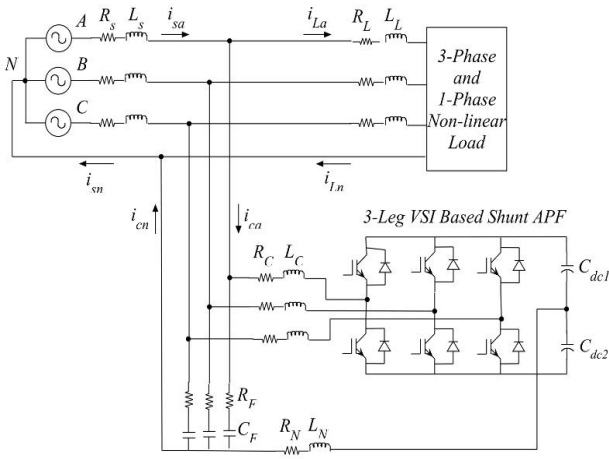 R_s L_s i_sa i_La R_L L_L
A
N B
C
3-Phase
and
1-Phase
Non-linear
Load
i_sn i_Ln
i_cn i_ca
3-Leg VSI Based Shunt APF
R_C L_C
C_dc1
C_dc2
R_F
C_F
R_N L_N